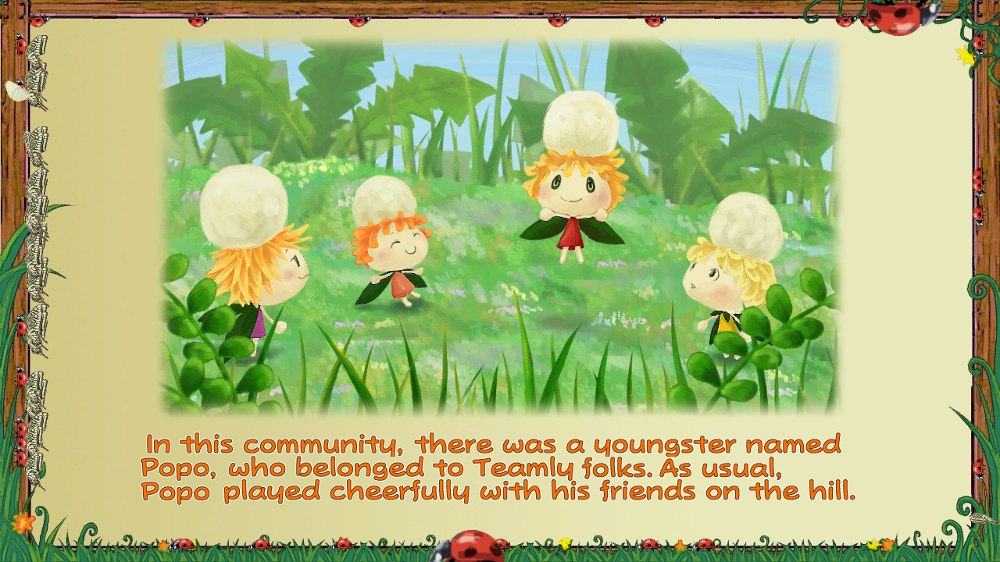 In this community, there was a youngster named
Popo, who belonged to Teamly folks. As usual,
Popo played cheerfully with his friends on the hill.